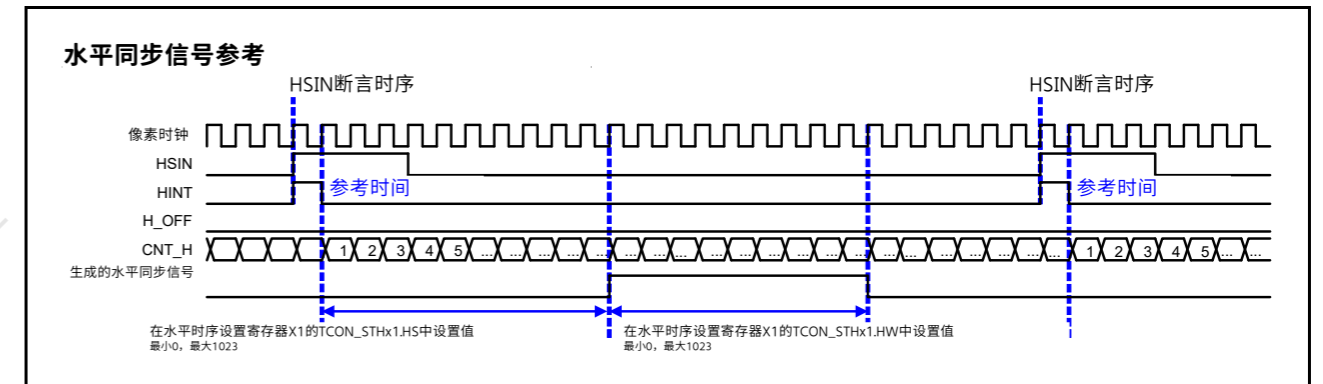 水平同步信号参考
HSIN断言时序 HSIN断言时序
像素时钟
HSIN
HINT 参考时间 参考时间
H_OFF
CNT_H 1 2 3 4 5 ... ... ... ... ... ... ... ... ... ... ... ... ... ... ... ... ... ... ... ... 1 2 3 4 5 ... ...
生成的水平同步信号
在水平时序设置寄存器X1的TCON_STHx1.HS中设置值 在水平时序设置寄存器X1的TCON_STHx1.HW中设置值
最小0，最大1023 最小0，最大1023